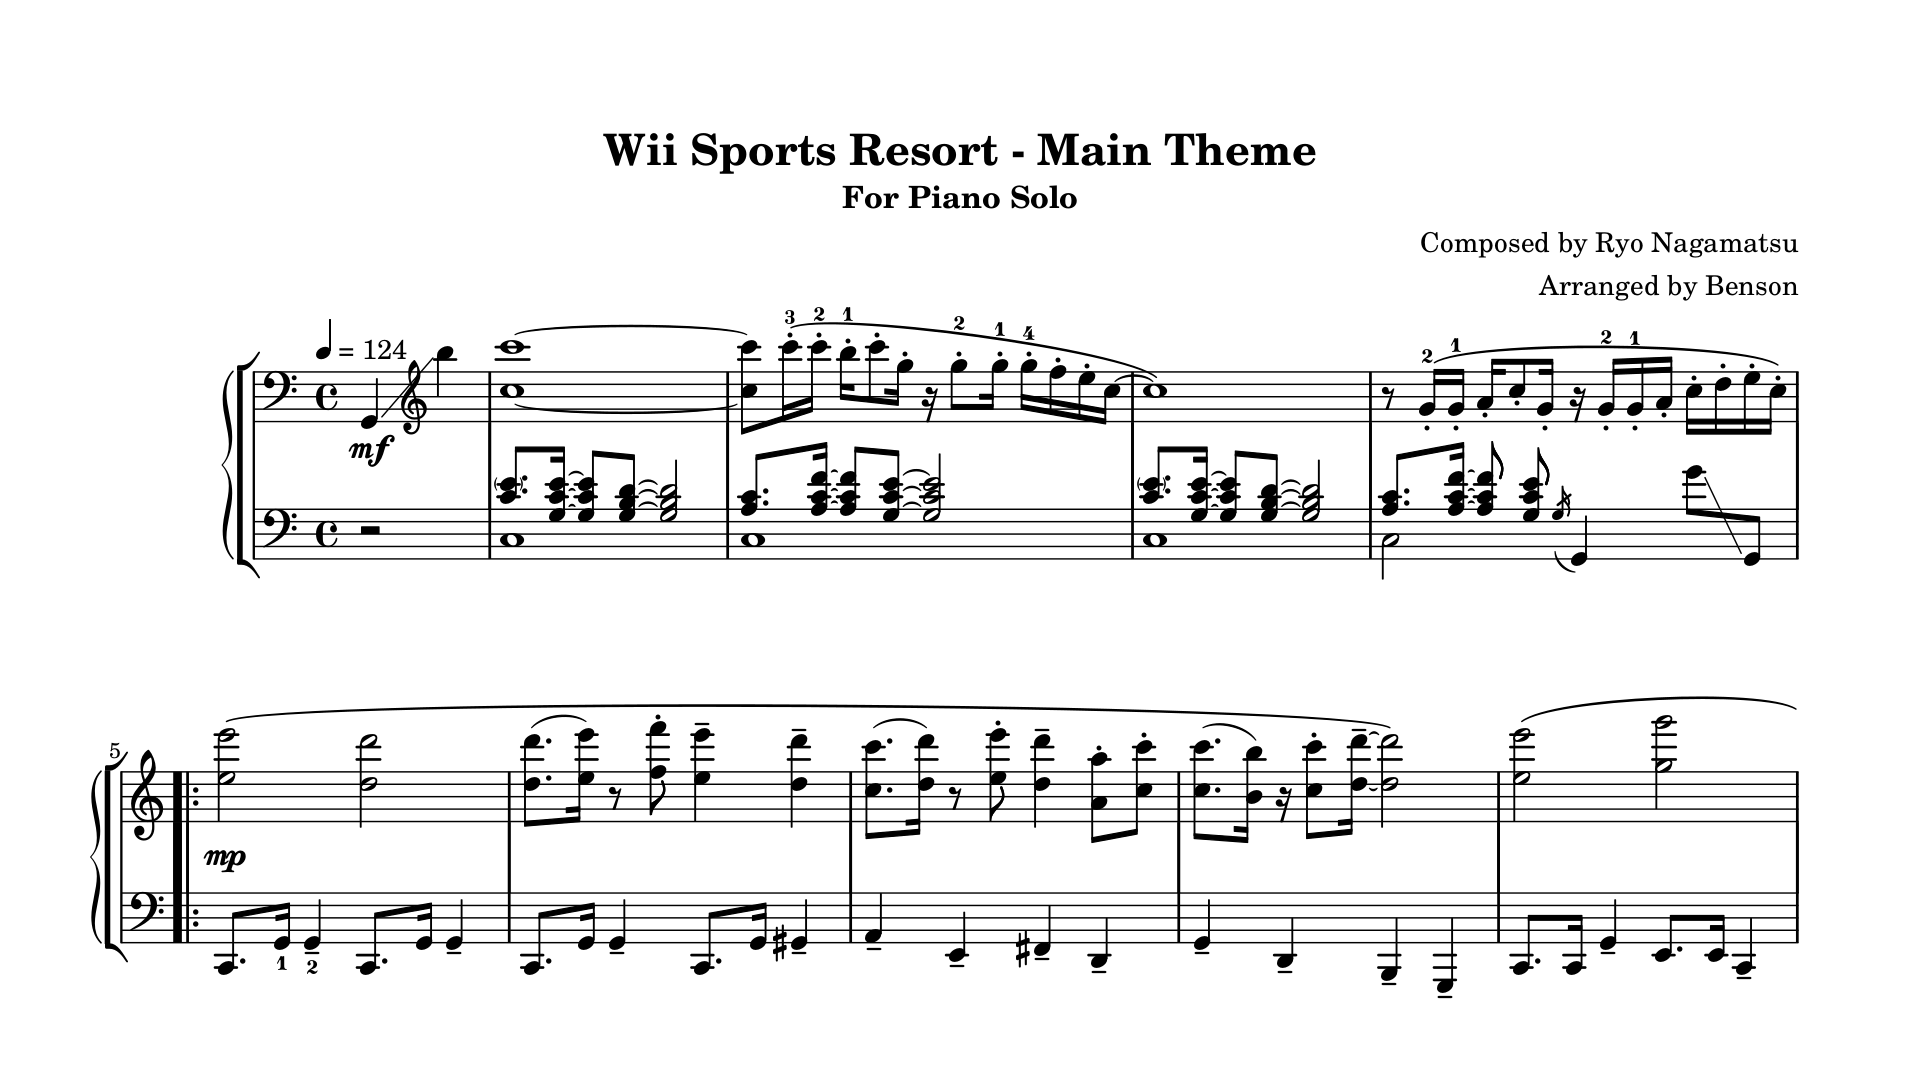 Wii Sports Resort - Main Theme
For Piano Solo
Composed by Ryo Nagamatsu
Arranged by Benson
♩ = 124
3 2 1 2 1 4 2 1 2 1
mf
5
mp
1 2